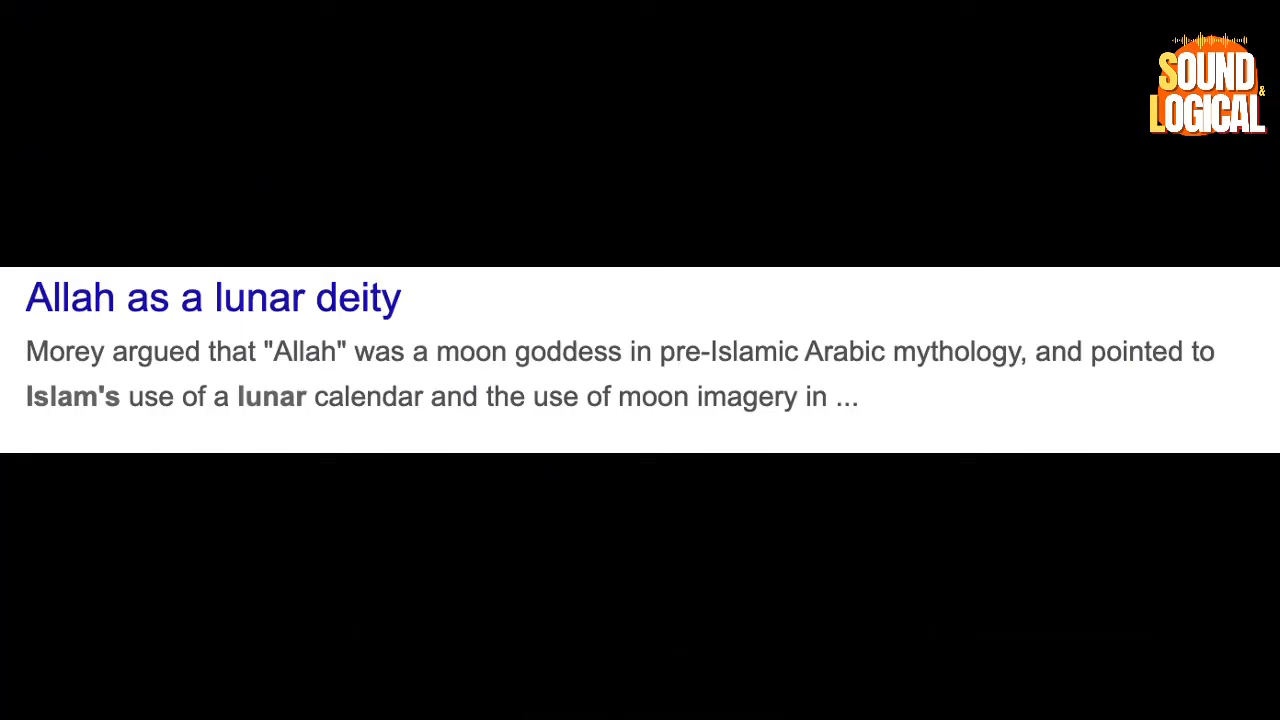 SOUND
&
LOGICAL
Allah as a lunar deity
Morey argued that "Allah" was a moon goddess in pre-Islamic Arabic mythology, and pointed to
Islam's use of a lunar calendar and the use of moon imagery in ...